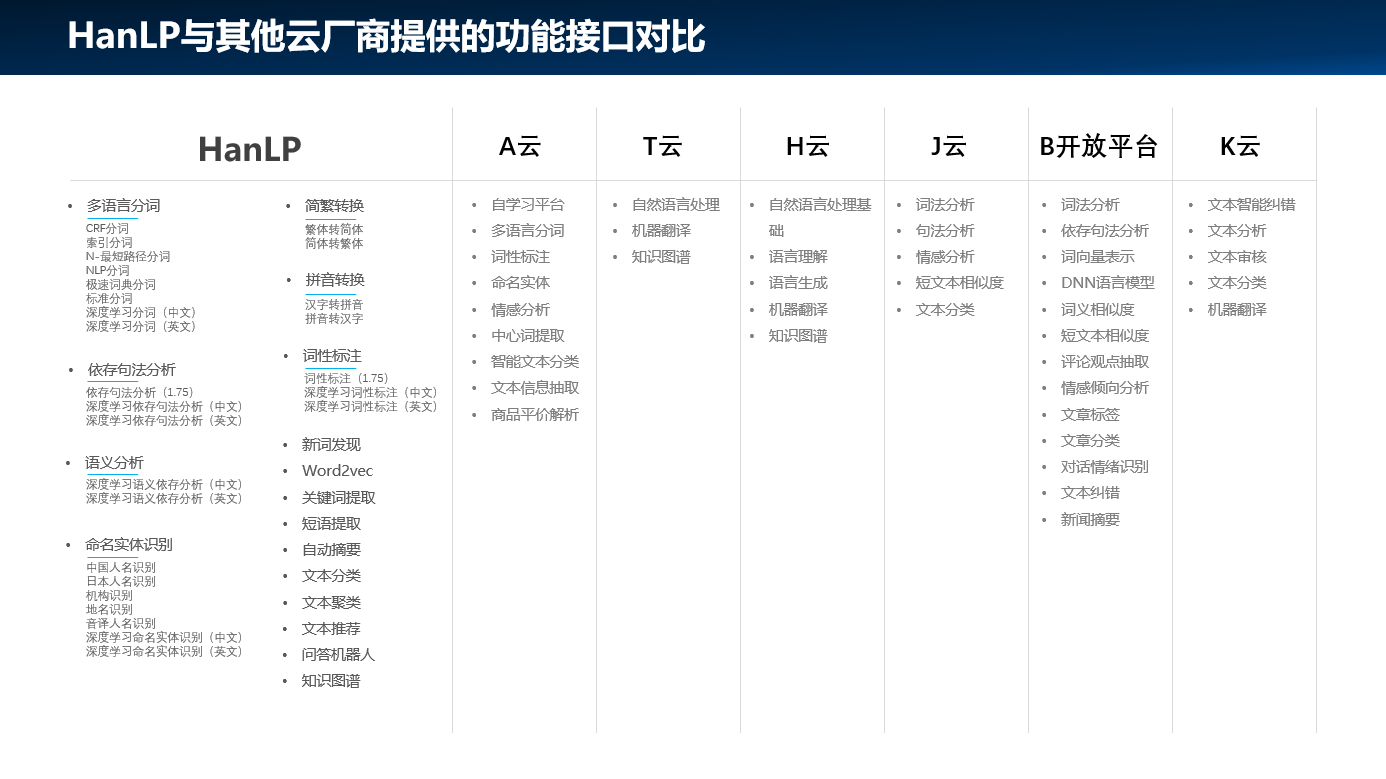 HanLP与其他云厂商提供的功能接口对比
HanLP
• 多语言分词
CRF分词
索引分词
N-最短路径分词
NLP分词
极速词典分词
标准分词
深度学习分词（中文）
深度学习分词（英文）
• 依存句法分析
依存句法分析（1.75）
深度学习依存句法分析（中文）
深度学习依存句法分析（英文）
• 语义分析
深度学习语义依存分析（中文）
深度学习语义依存分析（英文）
• 命名实体识别
中国人名识别
日本人名识别
机构识别
地名识别
音译人名识别
深度学习命名实体识别（中文）
深度学习命名实体识别（英文）
• 简繁转换
繁体转简体
简体转繁体
• 拼音转换
汉字转拼音
拼音转汉字
• 词性标注
词性标注（1.75）
深度学习词性标注（中文）
深度学习词性标注（英文）
• 新词发现
• Word2vec
• 关键词提取
• 短语提取
• 自动摘要
• 文本分类
• 文本聚类
• 文本推荐
• 问答机器人
• 知识图谱
A云
• 自学习平台
• 多语言分词
• 词性标注
• 命名实体
• 情感分析
• 中心词提取
• 智能文本分类
• 文本信息抽取
• 商品平价解析
T云
• 自然语言处理
• 机器翻译
• 知识图谱
H云
• 自然语言处理基
础
• 语言理解
• 语言生成
• 机器翻译
• 知识图谱
J云
• 词法分析
• 句法分析
• 情感分析
• 短文本相似度
• 文本分类
B开放平台
• 词法分析
• 依存句法分析
• 词向量表示
• DNN语言模型
• 词义相似度
• 短文本相似度
• 评论观点抽取
• 情感倾向分析
• 文章标签
• 文章分类
• 对话情绪识别
• 文本纠错
• 新闻摘要
K云
• 文本智能纠错
• 文本分析
• 文本审核
• 文本分类
• 机器翻译